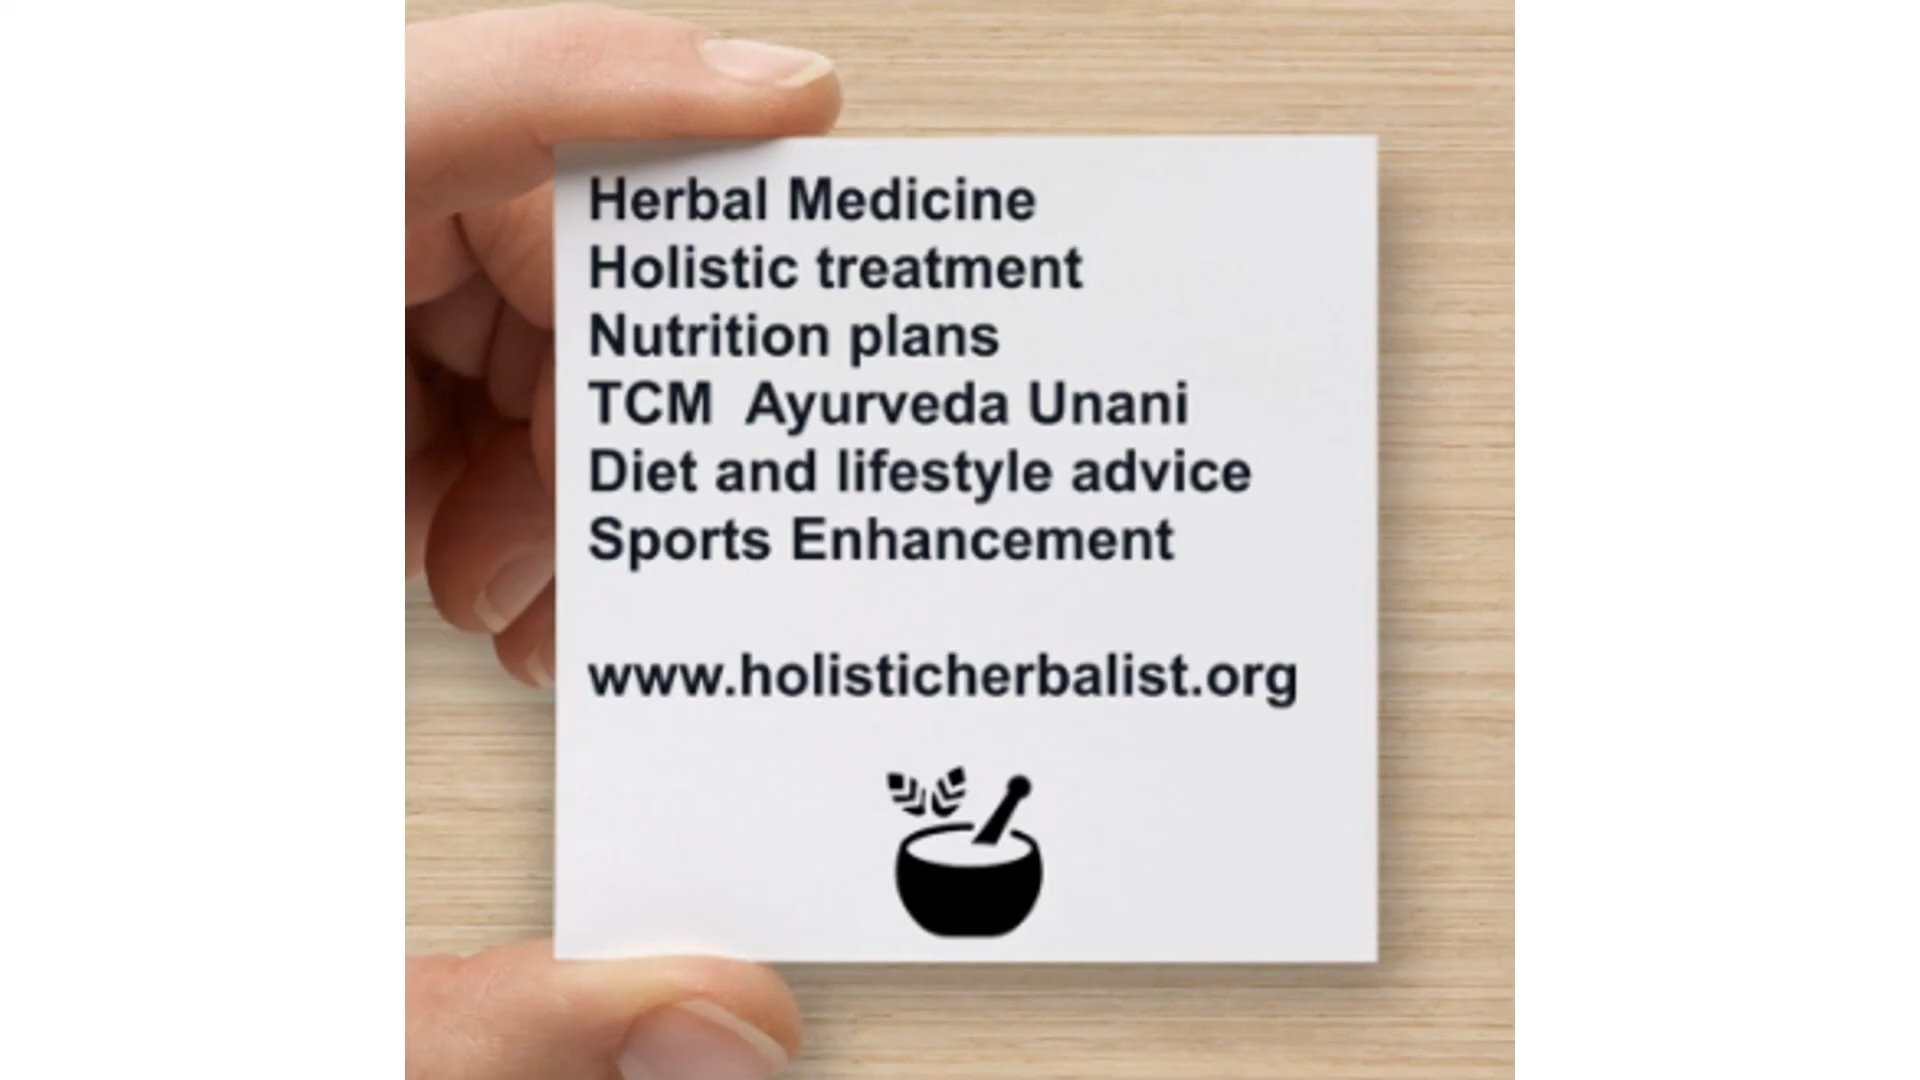 Herbal Medicine
Holistic treatment
Nutrition plans
TCM  Ayurveda Unani
Diet and lifestyle advice
Sports Enhancement
www.holisticherbalist.org